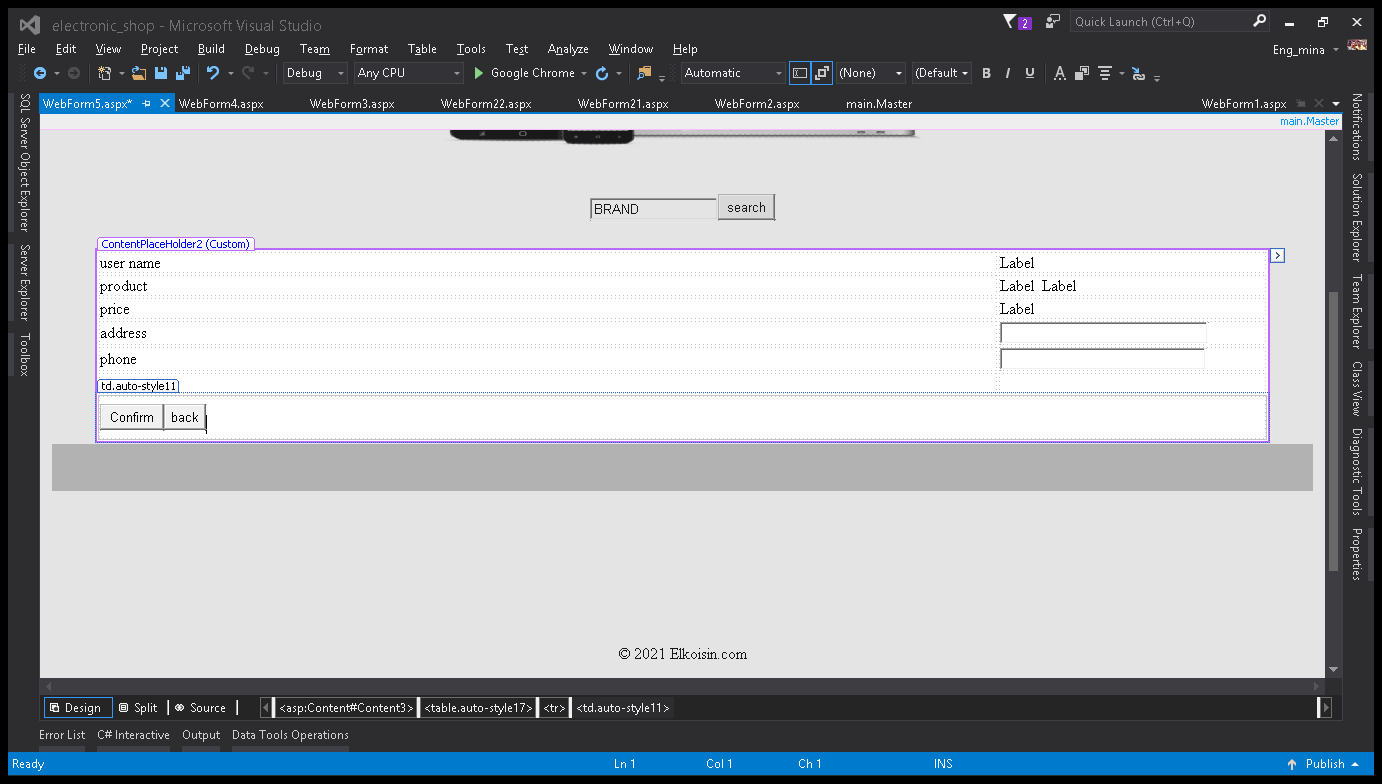 electronic_shop - Microsoft Visual Studio
2
Quick Launch (Ctrl+Q)
File Edit View Project Build Debug Team Format Table Tools Test Analyze Window Help
Eng_mina
Debug Any CPU Google Chrome Automatic (None) (Default B I U A
WebForm5.aspx* WebForm4.aspx WebForm3.aspx WebForm22.aspx WebForm21.aspx WebForm2.aspx main.Master WebForm1.aspx
main.Master
SQL Server Object Explorer
Server Explorer
Toolbox
BRAND search
ContentPlaceHolder2 (Custom)
user name Label
product Label Label
price Label
address
phone
td.auto-style11
Confirm back
© 2021 Elkoisin.com
Notifications
Solution Explorer
Team Explorer
Class View
Diagnostic Tools
Properties
Design Split Source <asp:Content#Content3> <table.auto-style17> <tr> <td.auto-style11>
Error List C# Interactive Output Data Tools Operations
Ready Ln 1 Col 1 Ch 1 INS Publish